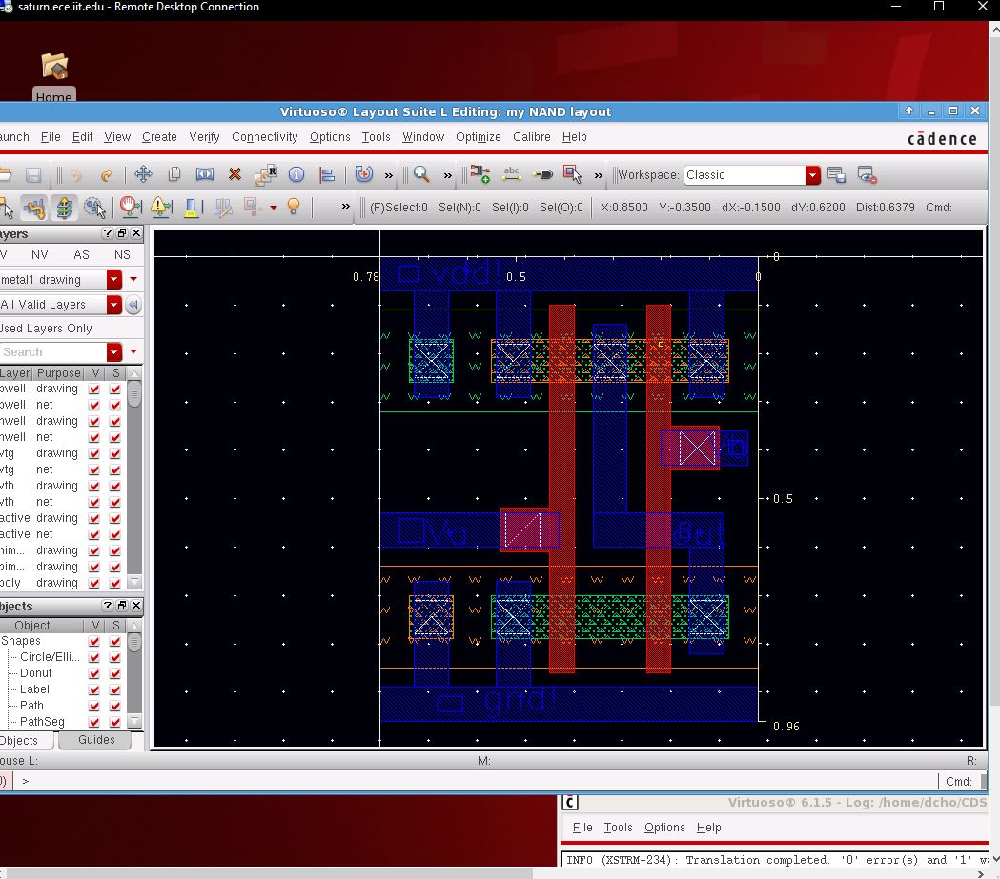 saturn.ece.iit.edu - Remote Desktop Connection
Home
Virtuoso® Layout Suite L Editing: my NAND layout
aunch File Edit View Create Verify Connectivity Options Tools Window Optimize Calibre Help
cādence
» » » Workspace: Classic
» (F)Select:0 Sel(N):0 Sel(I):0 Sel(O):0 X:0.8500 Y:-0.3500 dX:-0.1500 dY:0.6200 Dist:0.6379 Cmd:
ayers
V NV AS NS
metal1 drawing
All Valid Layers
Used Layers Only
Search
Layer Purpose V S
pwell drawing
pwell net
nwell drawing
nwell net
vtg drawing
vtg net
vth drawing
vth net
active drawing
active net
nim... drawing
pim... drawing
poly drawing
bjects
Object V S
Shapes
Circle/Elli...
Donut
Label
Path
PathSeg
Objects Guides
0
0.78 vdd! 0.5 0
0.5
Va out
gnd!
0.96
ouse L: M: R:
0) > Cmd:
Virtuoso® 6.1.5 - Log: /home/dcho/CDS
File Tools Options Help
INFO (XSTRM-234): Translation completed. '0' error(s) and '1' wa